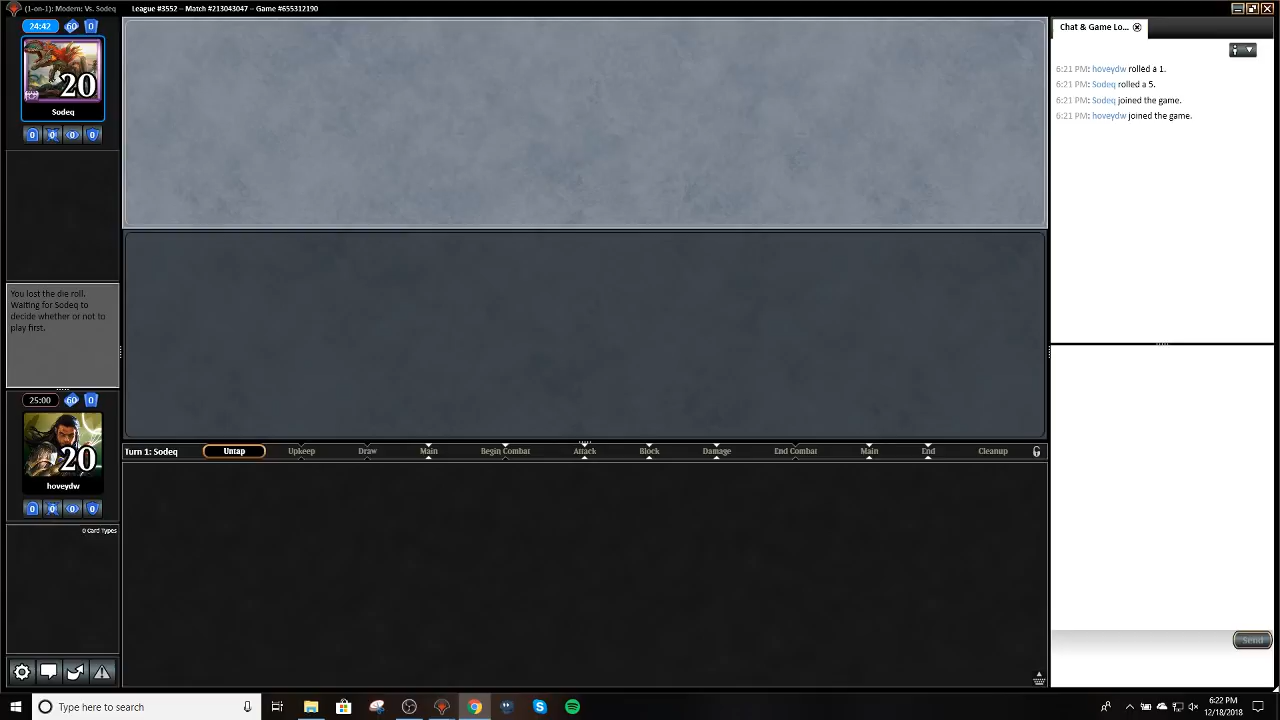 (1-on-1): Modern: Vs. Sodeq
League #3552 – Match #213043047 – Game #655312190
24:42
60
0
20
Sodeq
0
0
0
0
You lost the die roll.
Waiting for Sodeq to
decide whether or not to
play first.
25:00
60
0
20
hoveydw
0
0
0
0
0 Card Types
Turn 1: Sodeq
Untap
Upkeep
Draw
Main
Begin Combat
Attack
Block
Damage
End Combat
Main
End
Cleanup
Chat & Game Lo...
6:21 PM: hoveydw rolled a 1.
6:21 PM: Sodeq rolled a 5.
6:21 PM: Sodeq joined the game.
6:21 PM: hoveydw joined the game.
Send
Type here to search
6:22 PM
12/18/2018